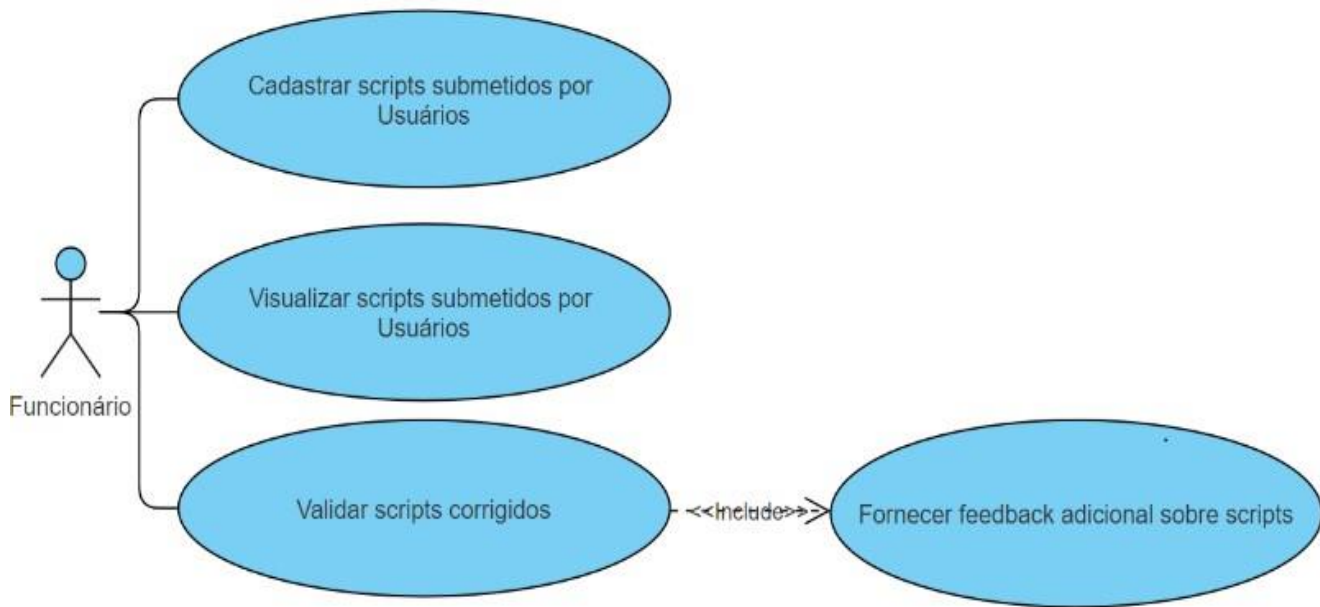 Cadastrar scripts submetidos por
Usuários
Visualizar scripts submetidos por
Usuários
Funcionário
Validar scripts corrigidos
<<Include>>
Fornecer feedback adicional sobre scripts